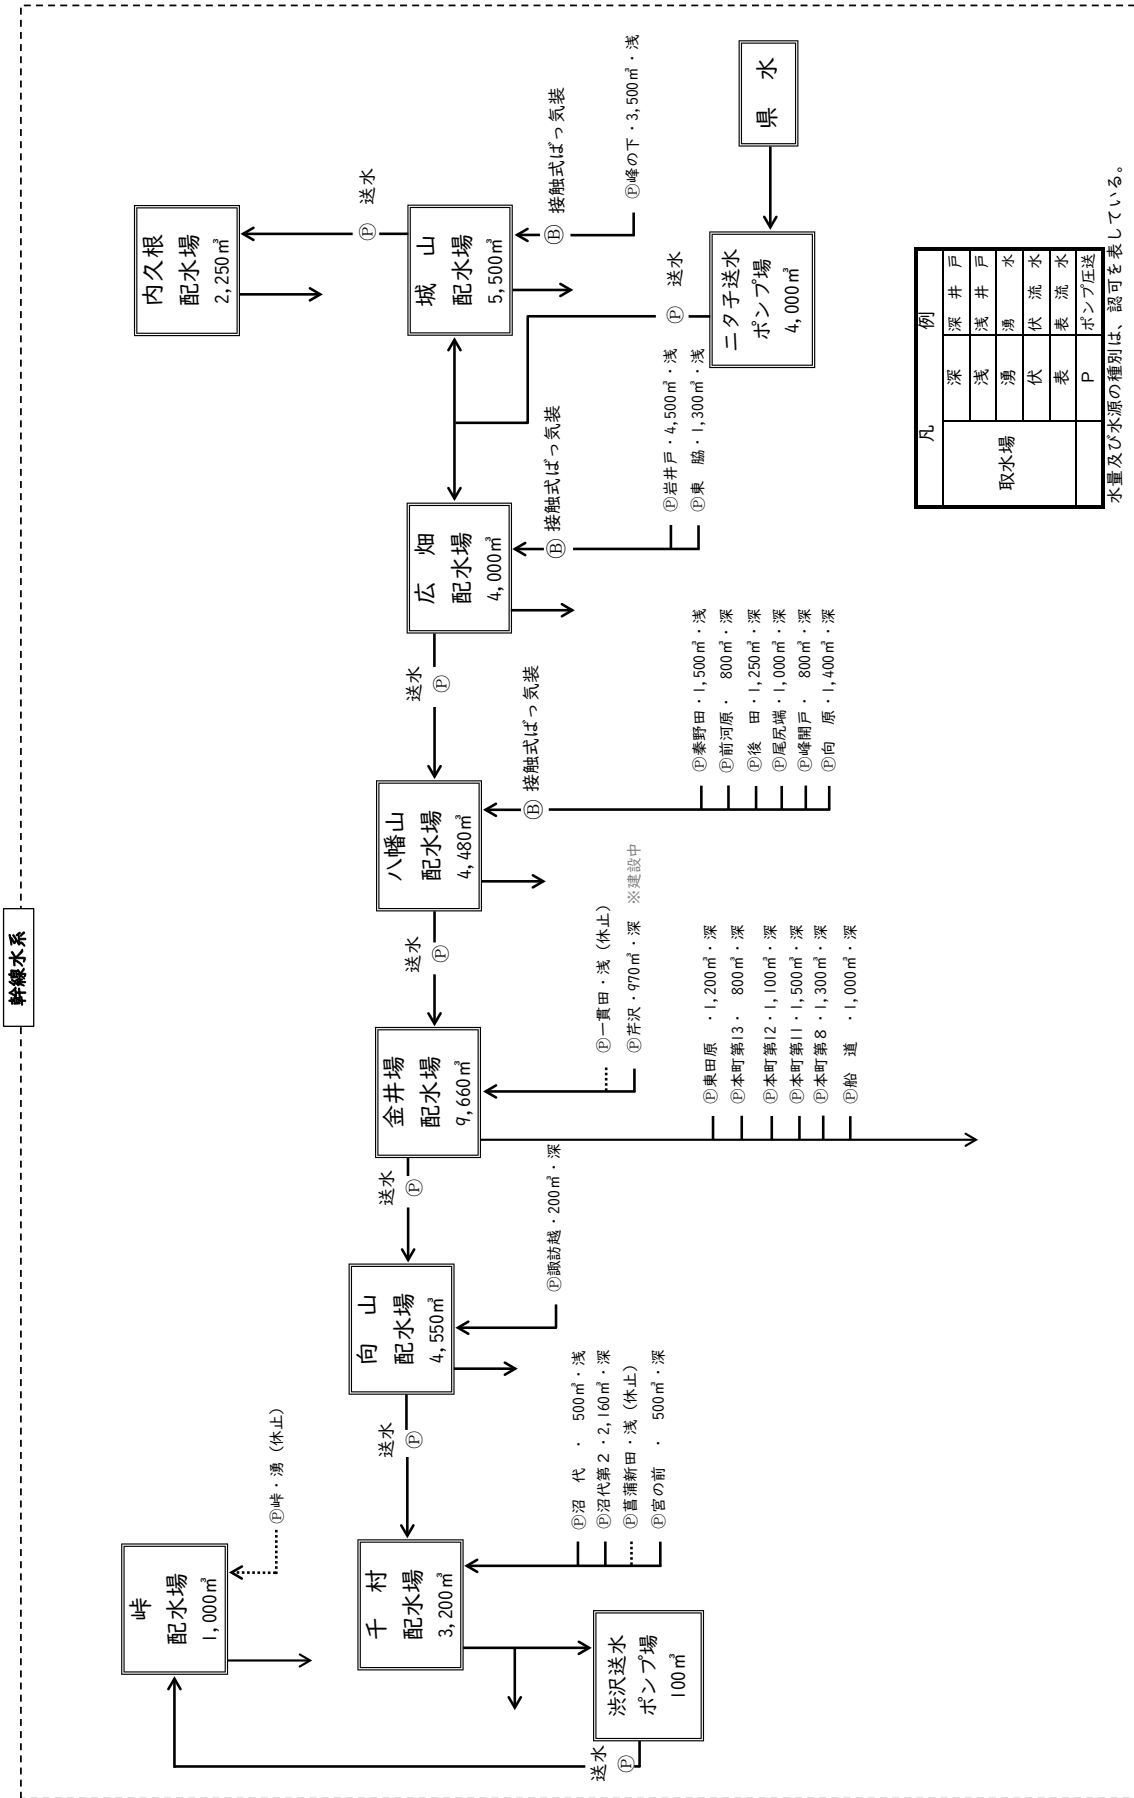 幹線水系
峠
配水場
1,000㎥
Ⓟ峠・湧（休止）
千　村
配水場
3,200㎥
渋沢送水
ポンプ場
100㎥
送水
Ⓟ
Ⓟ沼　代　・　500㎥・浅
Ⓟ沼代第２・2,160㎥・深
Ⓟ菖蒲新田・浅（休止）
Ⓟ宮の前　・　500㎥・深
送水
Ⓟ
向　山
配水場
4,550㎥
Ⓟ諏訪越・200㎥・深
送水
Ⓟ
金井場
配水場
9,660㎥
Ⓟ一貫田・浅（休止）
Ⓟ芹沢・970㎥・深　※建設中
Ⓟ東田原　・1,200㎥・深
Ⓟ本町第13・　800㎥・深
Ⓟ本町第12・1,100㎥・深
Ⓟ本町第11・1,500㎥・深
Ⓟ本町第８・1,300㎥・深
Ⓟ船　道　・1,000㎥・深
送水
Ⓟ
八幡山
配水場
4,480㎥
Ⓑ 接触式ばっ気装
Ⓟ秦野田・1,500㎥・浅
Ⓟ前河原・　800㎥・深
Ⓟ後　田・1,250㎥・深
Ⓟ尾尻端・1,000㎥・深
Ⓟ峰開戸・　800㎥・深
Ⓟ向　原・1,400㎥・深
送水
Ⓟ
広　畑
配水場
4,000㎥
Ⓑ 接触式ばっ気装
Ⓟ岩井戸・4,500㎥・浅
Ⓟ東　脇・1,300㎥・浅
内久根
配水場
2,250㎥
Ⓟ 送水
城　山
配水場
5,500㎥
Ⓑ 接触式ばっ気装
Ⓟ峰の下・3,500㎥・浅
Ⓟ 送水
二タ子送水
ポンプ場
4,000㎥
県　水
凡　例
取水場
深　深井戸
浅　浅井戸
湧　湧水
伏　伏流水
表　表流水
Ｐ　ポンプ圧送
水量及び水源の種別は、認可を表している。